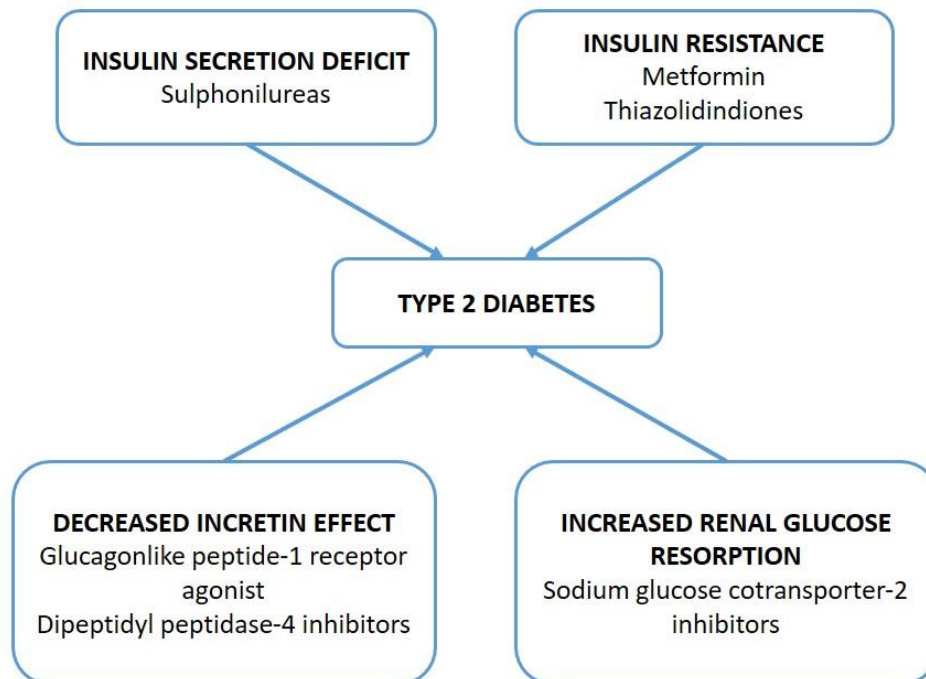 INSULIN SECRETION DEFICIT
Sulphonilureas
INSULIN RESISTANCE
Metformin
Thiazolidindiones
TYPE 2 DIABETES
DECREASED INCRETIN EFFECT
Glucagonlike peptide-1 receptor
agonist
Dipeptidyl peptidase-4 inhibitors
INCREASED RENAL GLUCOSE
RESORPTION
Sodium glucose cotransporter-2
inhibitors